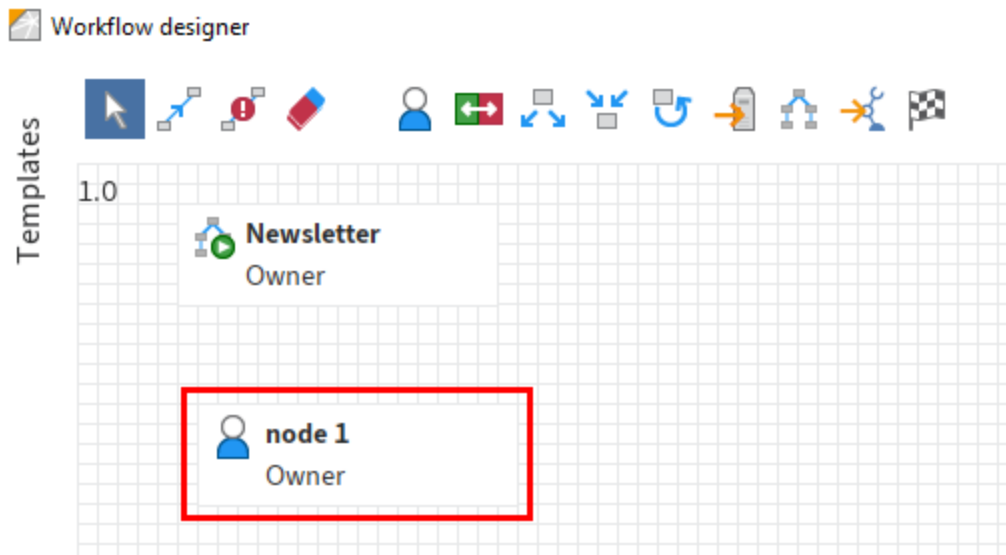 Workflow designer
Templates
1.0
Newsletter
Owner
node 1
Owner